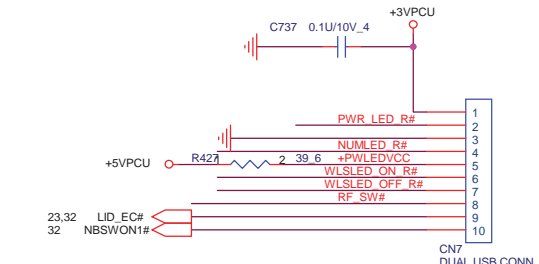 +3VPCU
C737 0.1U/10V_4
1
PWR_LED_R# 2
3
NUMLED_R# 4
+5VPCU R427 2 39_6 +PWLEDVCC 5
WLSLED_ON_R# 6
WLSLED_OFF_R# 7
RF_SW# 8
23,32 LID_EC# 9
32 NBSWON1# 10
CN7
DUAL USB CONN